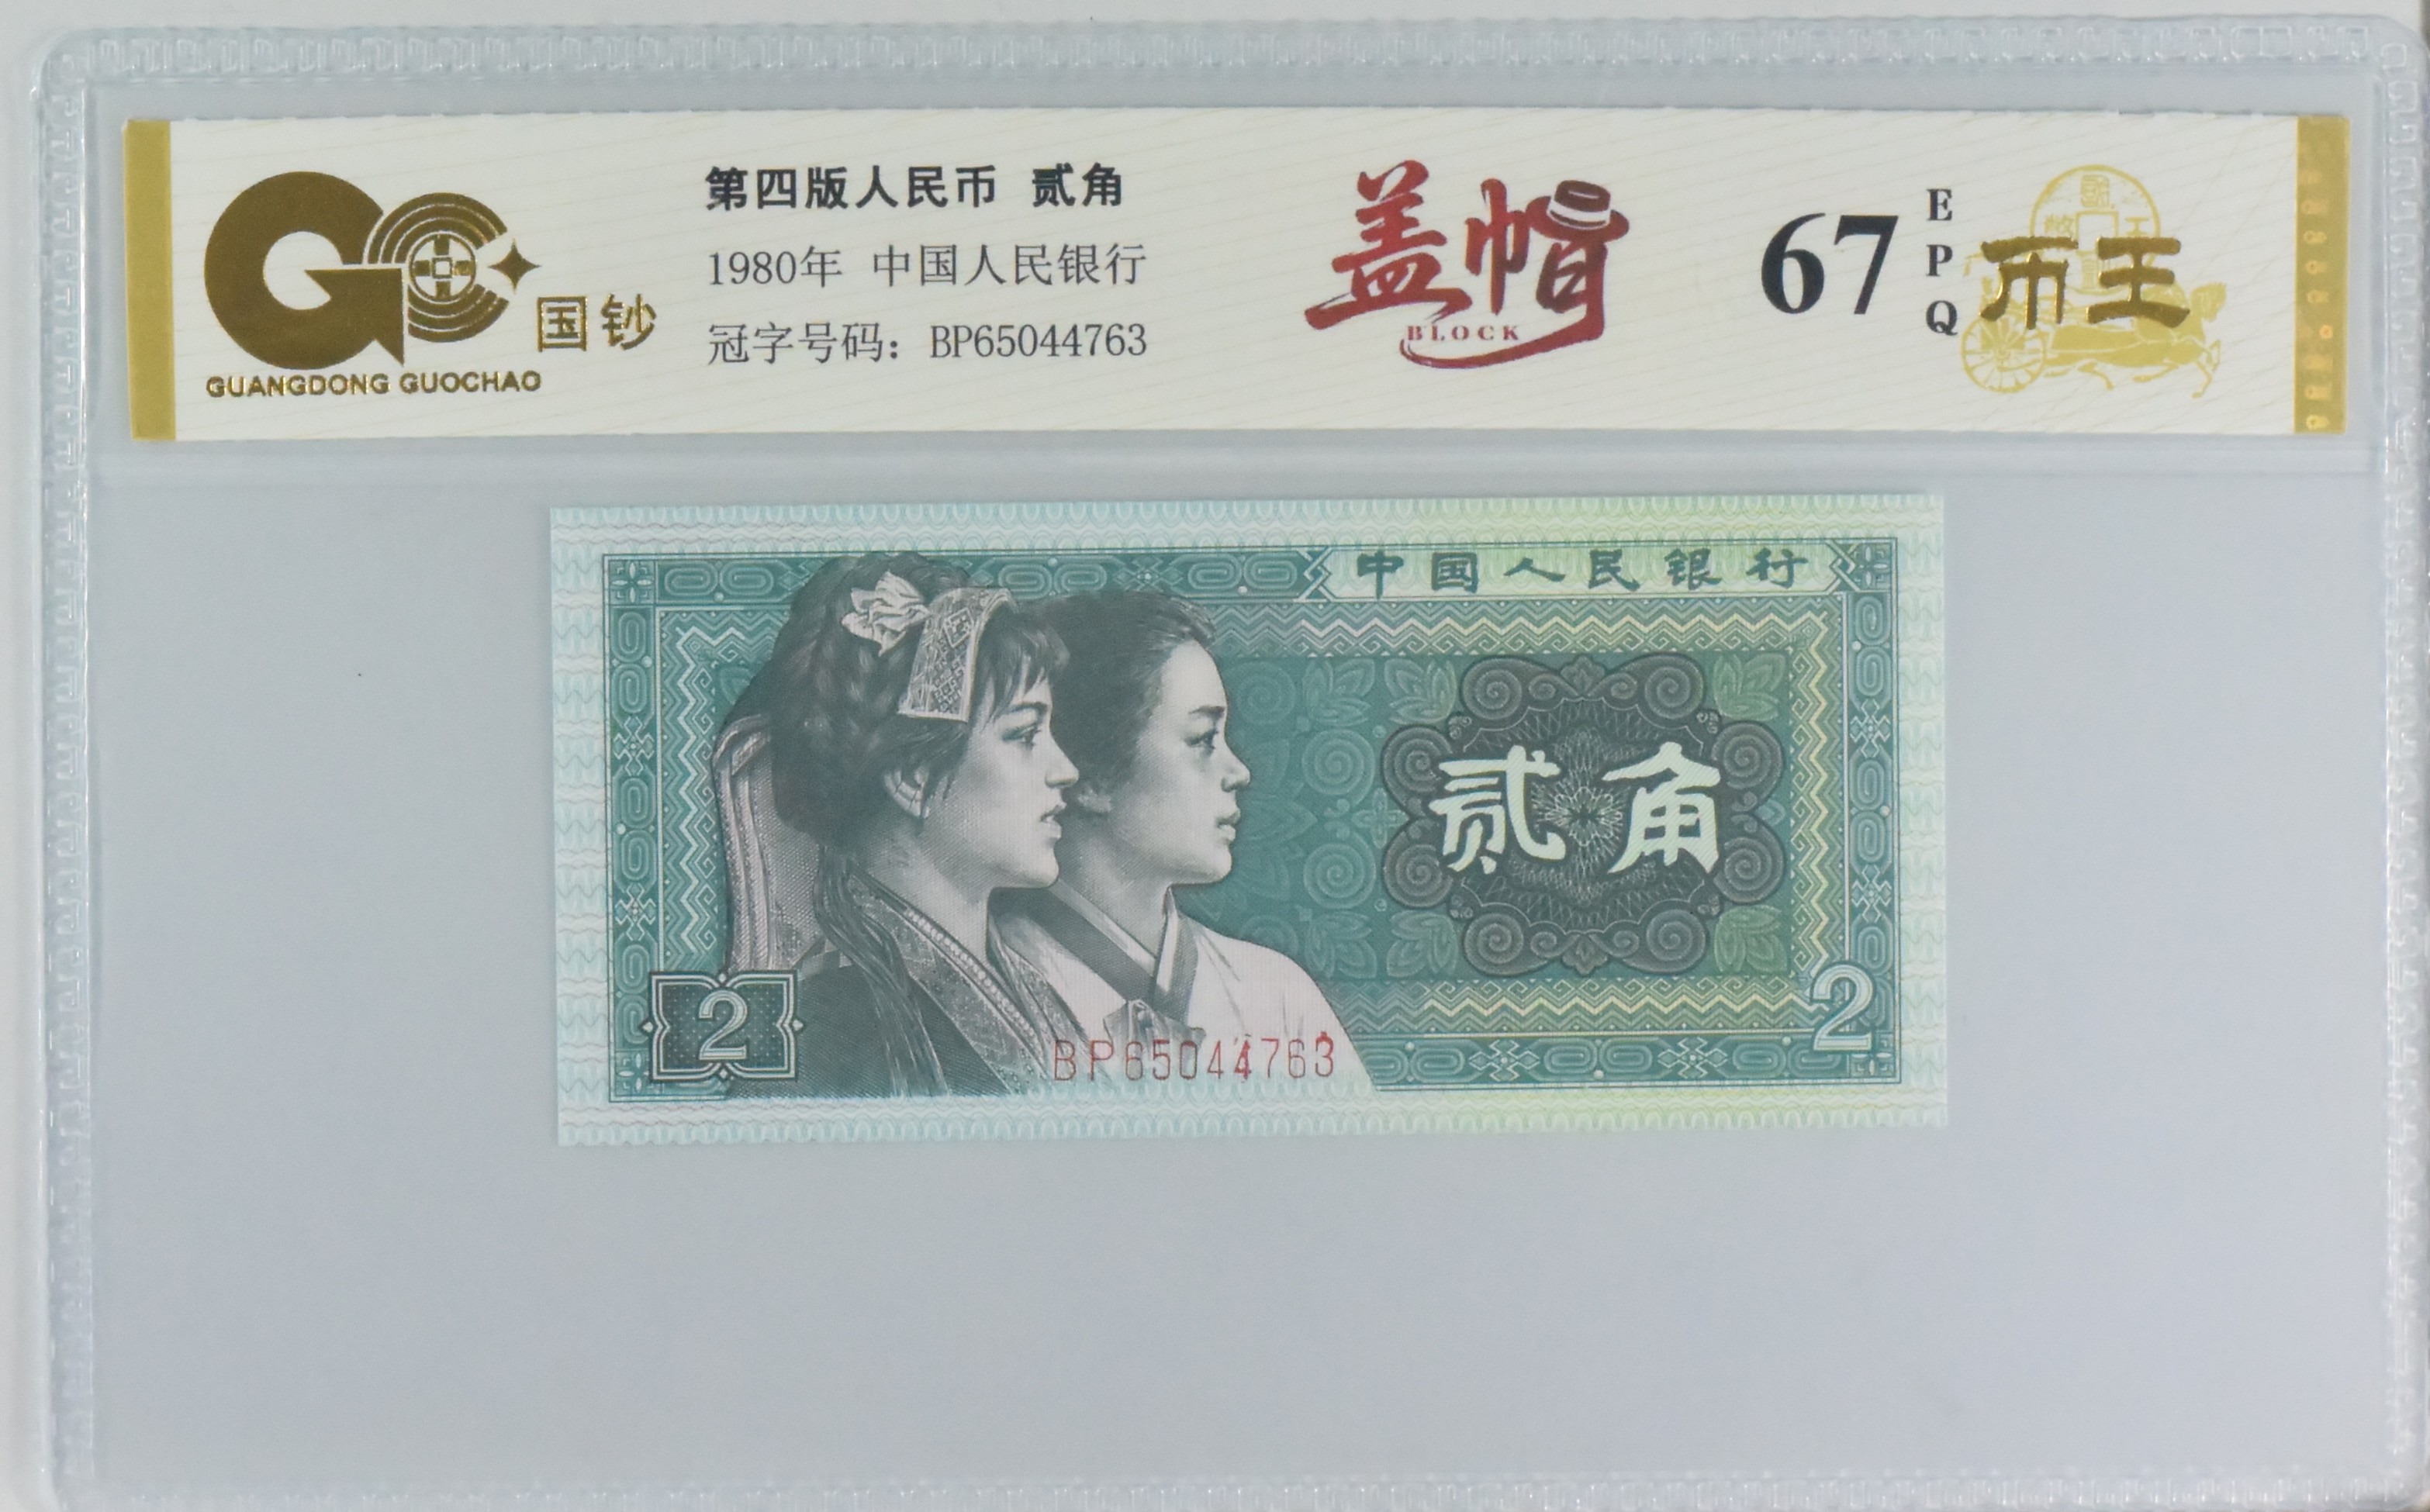 国钞
GUANGDONG GUOCHAO
第四版人民币 贰角
1980年 中国人民银行
冠字号码：BP65044763
盖帽
BLOCK
67
EPQ
币王
中国人民银行
贰角
2
2
BP65044763